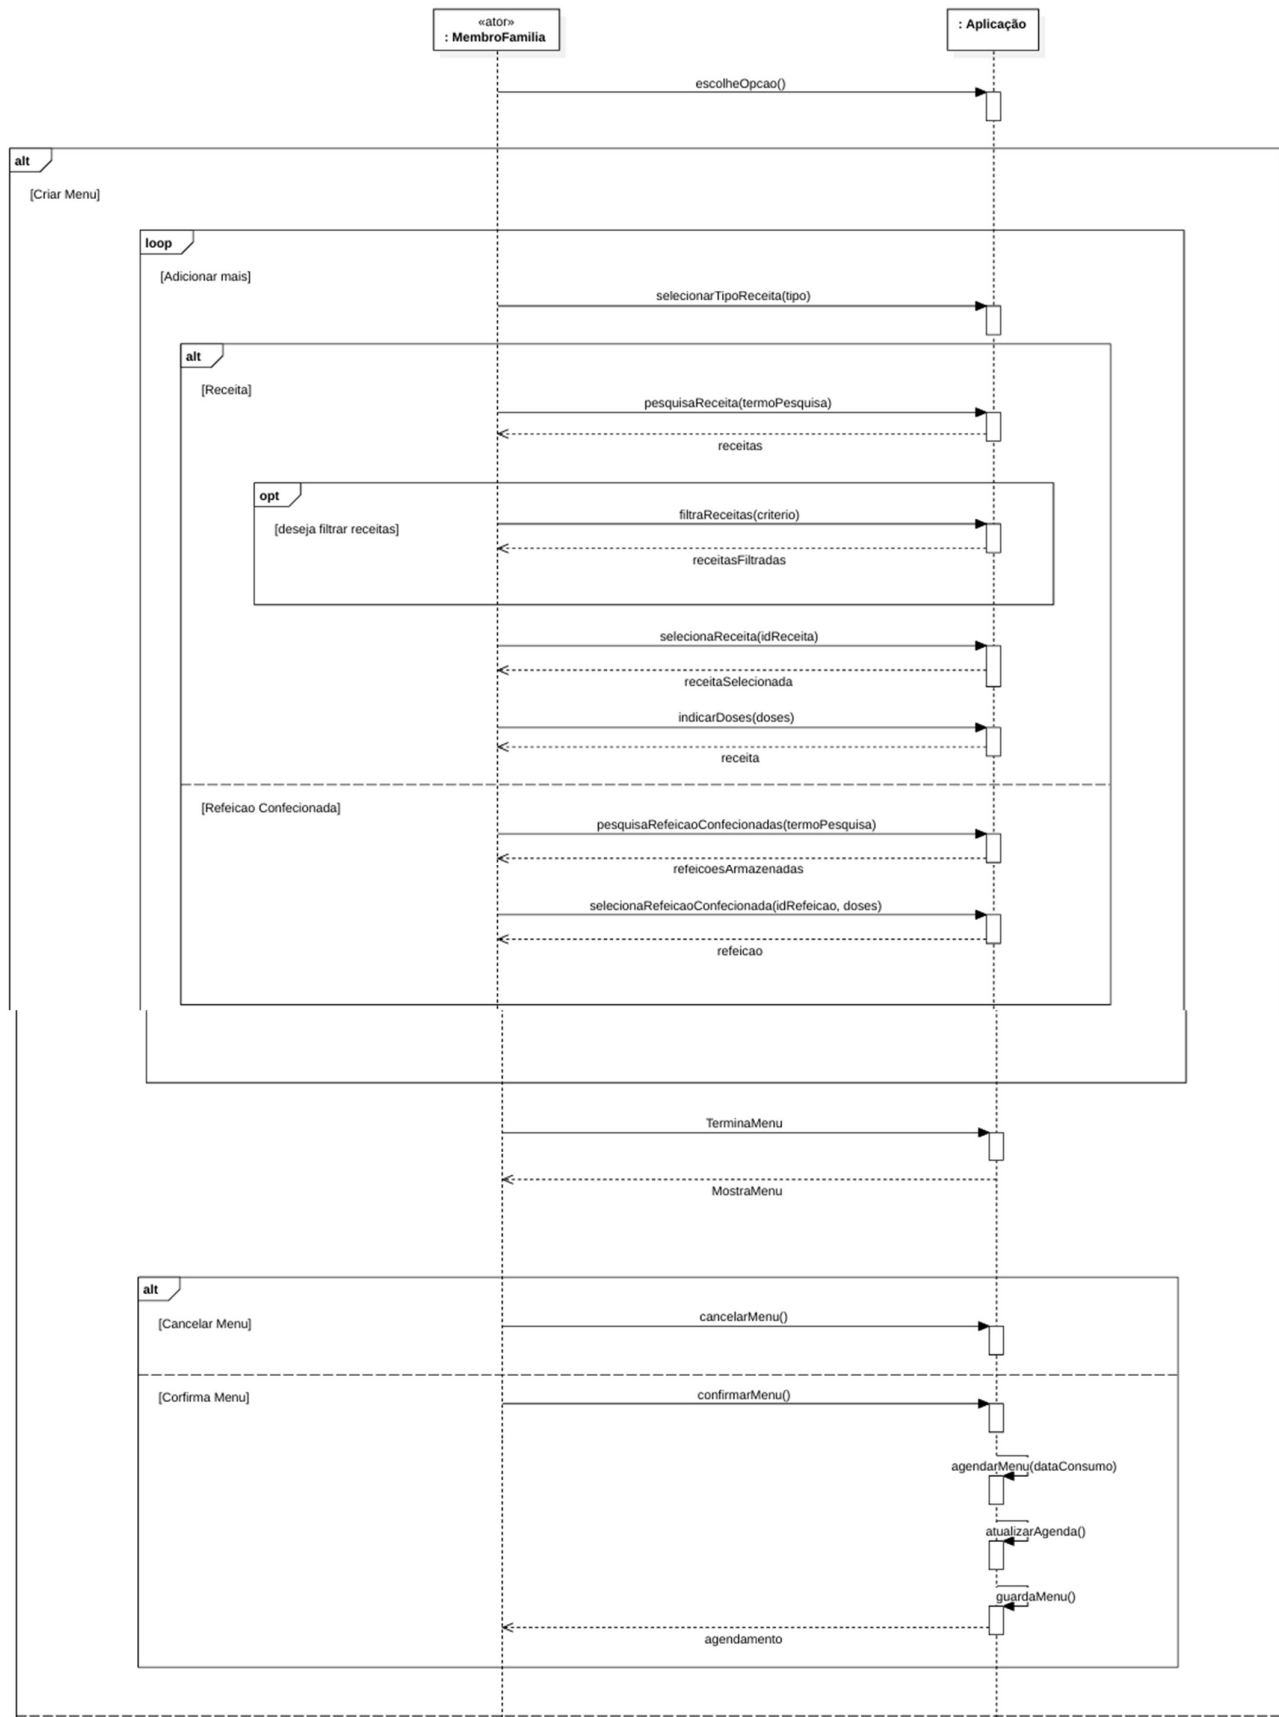 «ator»
: MembroFamilia
: Aplicação
escolheOpcao()
alt
[Criar Menu]
loop
[Adicionar mais]
selecionarTipoReceita(tipo)
alt
[Receita]
pesquisaReceita(termoPesquisa)
receitas
opt
[deseja filtrar receitas]
filtraReceitas(criterio)
receitasFiltradas
selecionaReceita(idReceita)
receitaSelecionada
indicarDoses(doses)
receita
[Refeicao Confecionada]
pesquisaRefeicaoConfecionadas(termoPesquisa)
refeicoesArmazenadas
selecionaRefeicaoConfecionada(idRefeicao, doses)
refeicao
TerminaMenu
MostraMenu
alt
[Cancelar Menu]
cancelarMenu()
[Corfirma Menu]
confirmarMenu()
agendarMenu(dataConsumo)
atualizarAgenda()
guardaMenu()
agendamento